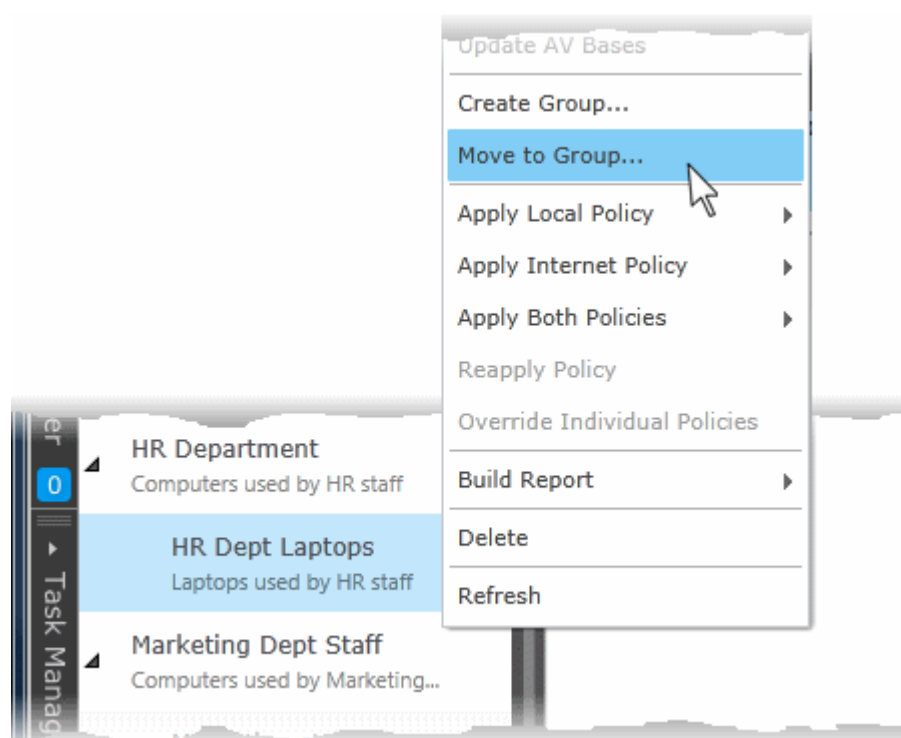 Update AV Bases
Create Group...
Move to Group...
Apply Local Policy
Apply Internet Policy
Apply Both Policies
Reapply Policy
Override Individual Policies
Build Report
Delete
Refresh
er
0
Task Manag
HR Department
Computers used by HR staff
HR Dept Laptops
Laptops used by HR staff
Marketing Dept Staff
Computers used by Marketing...